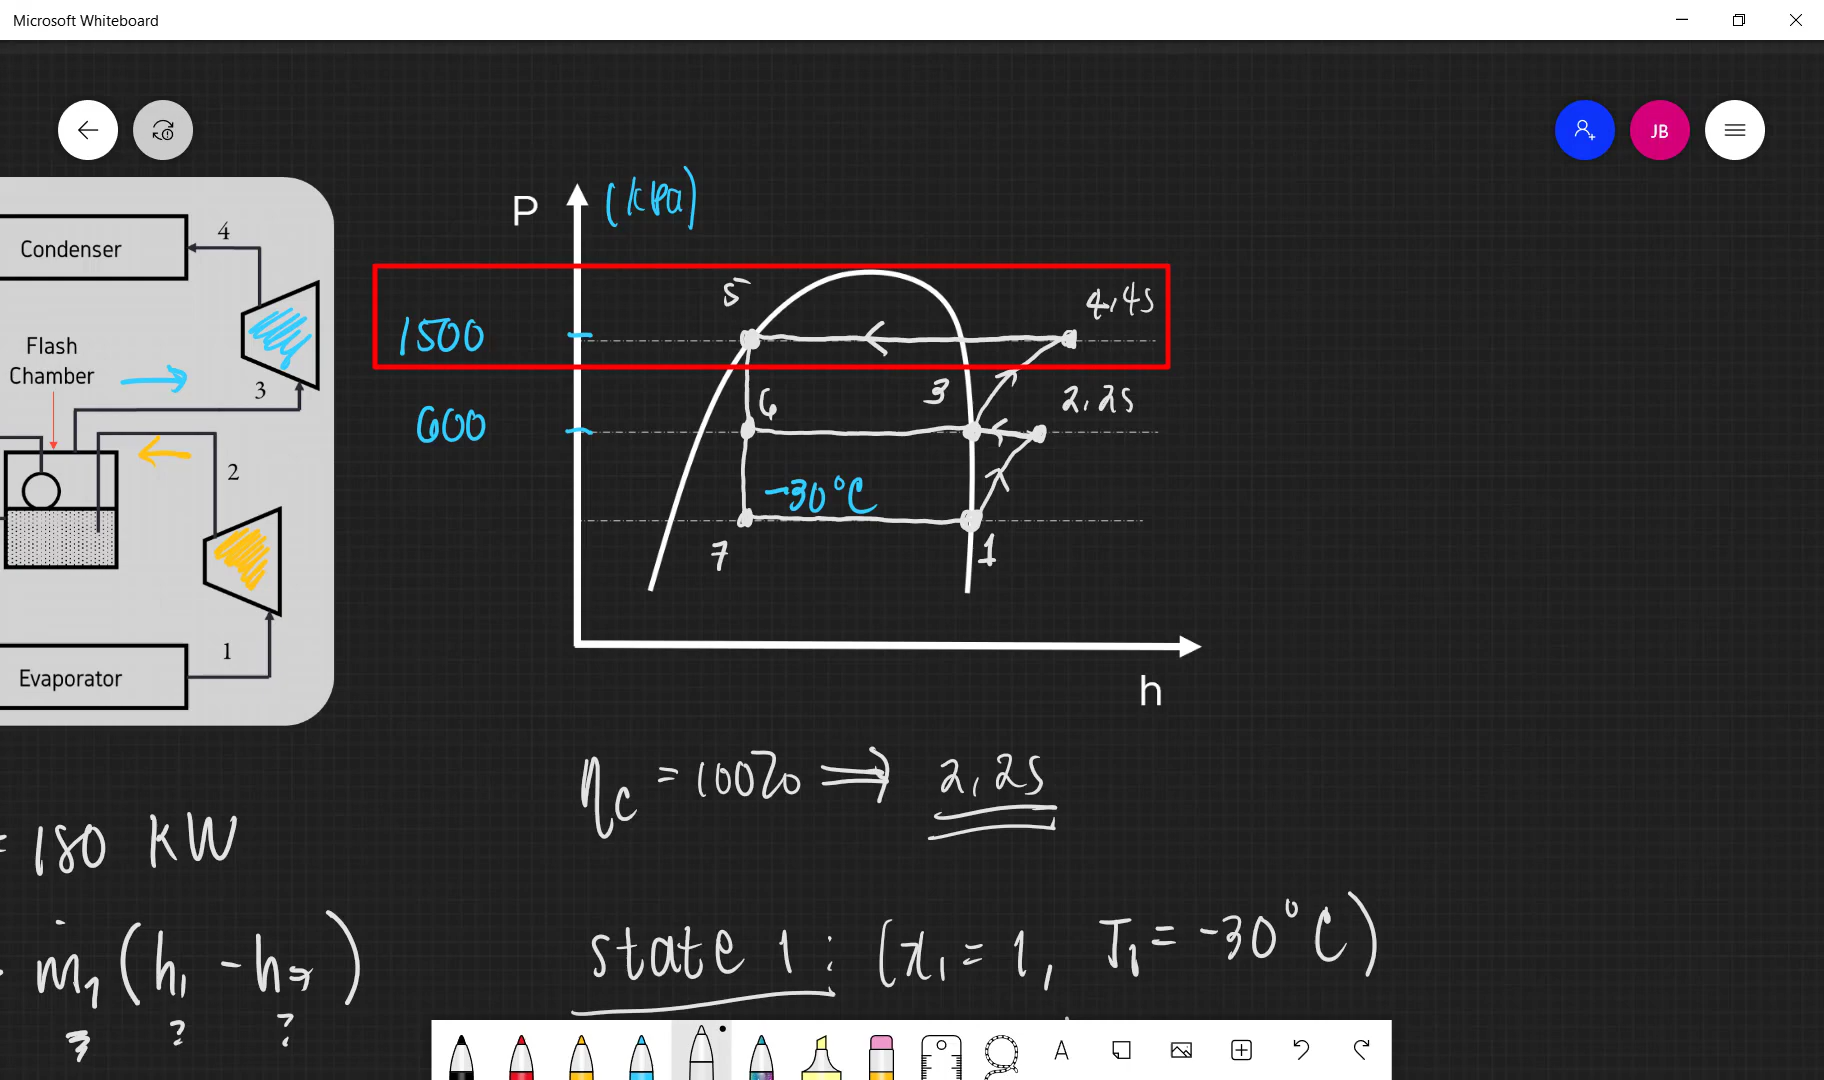 Microsoft Whiteboard
JB
P (kPa)
Condenser 4
5 4,4s
1500
Flash
Chamber
3
6 3 2,2s
600
2
-30°C
7 1
1
Evaporator
h
ηc = 100% ⇒ 2,2s
= 180 kW
state 1: (x1 = 1, T1 = -30°C)
ṁ1 (h1 - h7)
? ? ?
A